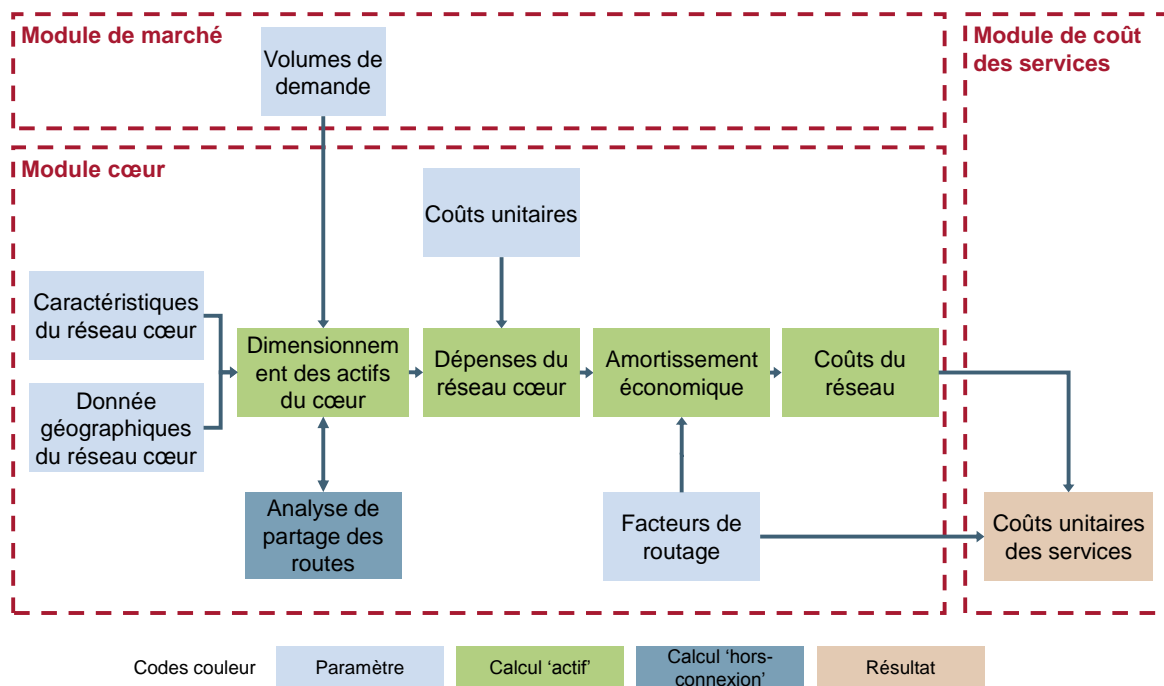 Module de marché
Volumes de
demande
Module de coût
des services
Module cœur
Coûts unitaires
Caractéristiques
du réseau cœur
Donnée
géographiques
du réseau cœur
Dimensionnem
ent des actifs
du cœur
Dépenses du
réseau cœur
Amortissement
économique
Coûts du
réseau
Analyse de
partage des
routes
Facteurs de
routage
Coûts unitaires
des services
Codes couleur
Paramètre
Calcul ‘actif’
Calcul ‘hors-
connexion’
Résultat